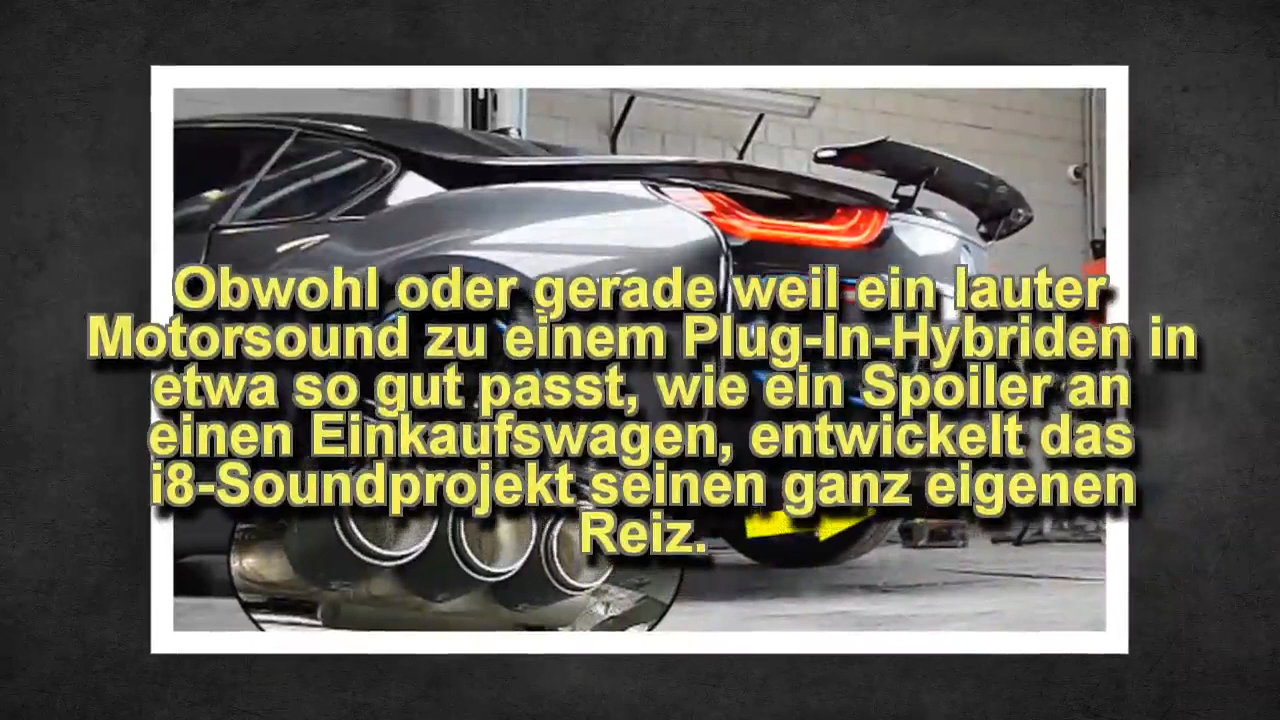 Obwohl oder gerade weil ein lauter
Motorsound zu einem Plug-In-Hybriden in
etwa so gut passt, wie ein Spoiler an
einen Einkaufswagen, entwickelt das
i8-Soundprojekt seinen ganz eigenen
Reiz.